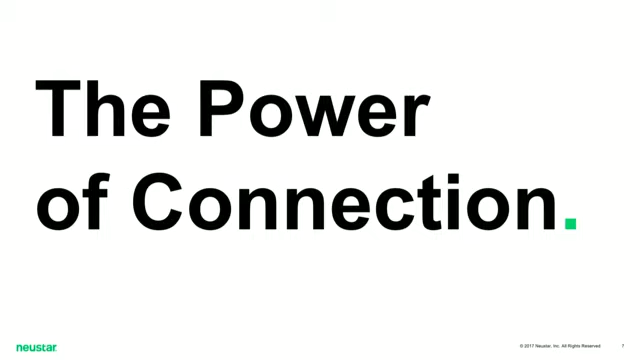 The Power
of Connection.
neustar
© 2017 Neustar, Inc. All Rights Reserved
7